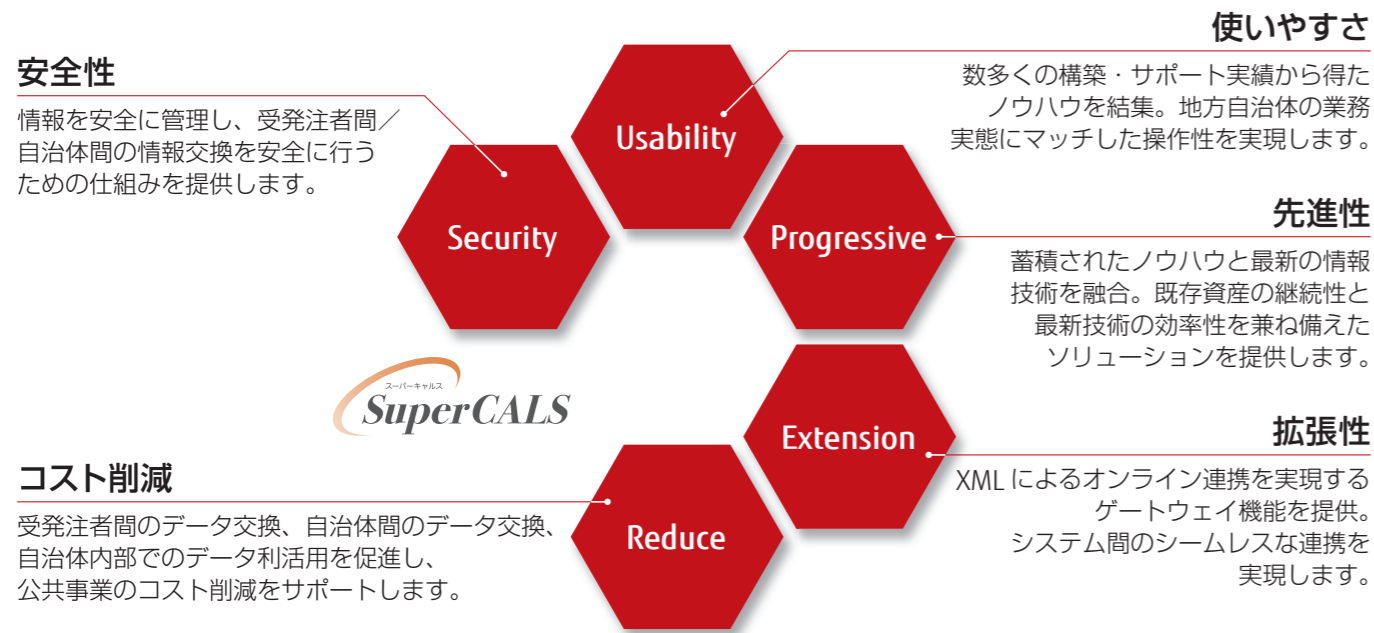 使いやすさ
数多くの構築・サポート実績から得た
ノウハウを結集。地方自治体の業務
実態にマッチした操作性を実現します。
安全性
情報を安全に管理し、受発注者間／
自治体間の情報交換を安全に行う
ための仕組みを提供します。
Usability
Security
Progressive
先進性
蓄積されたノウハウと最新の情報
技術を融合。既存資産の継続性と
最新技術の効率性を兼ね備えた
ソリューションを提供します。
スーパーキャルス
SuperCALS
Extension
拡張性
XMLによるオンライン連携を実現する
ゲートウェイ機能を提供。
システム間のシームレスな連携を
実現します。
コスト削減
受発注者間のデータ交換、自治体間のデータ交換、
自治体内部でのデータ利活用を促進し、
公共事業のコスト削減をサポートします。
Reduce